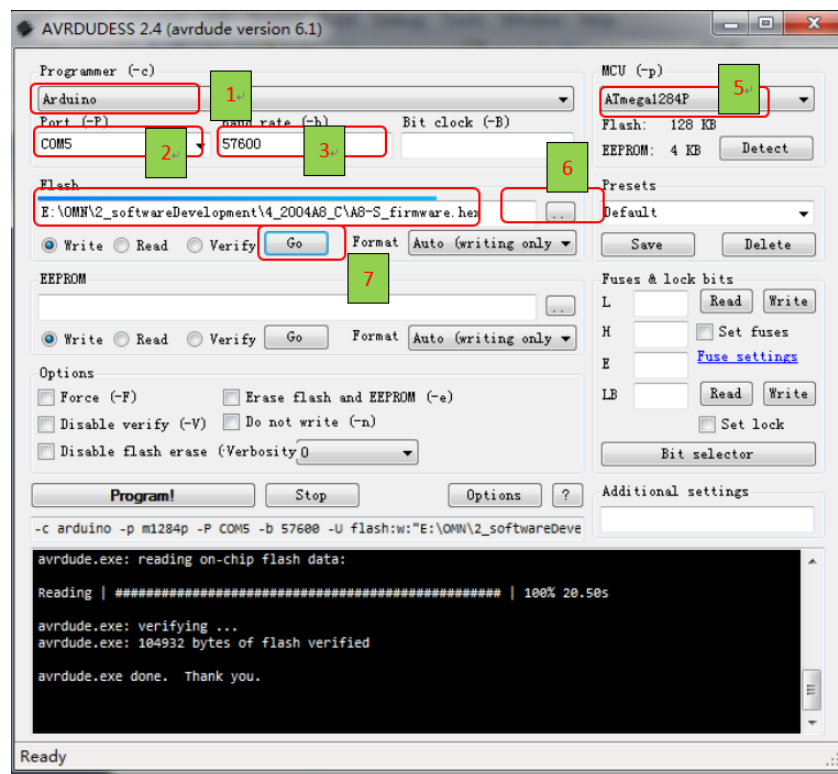 AVRDUDESS 2.4 (avrdude version 6.1)
Programmer (-c)
Arduino
1
Port (-P)
Baud rate (-b)
Bit clock (-B)
COM5
2
57600
3
MCU (-p)
ATmega1284P
5
Flash: 128 KB
EEPROM: 4 KB
Detect
6
Flash
E:\OMN\2_softwareDevelopment\4_2004A8_C\A8-S_firmware.hex
..
Write
Read
Verify
Go
Format
Auto (writing only
7
Presets
Default
Save
Delete
EEPROM
..
Write
Read
Verify
Go
Format
Auto (writing only
Fuses & lock bits
L
Read
Write
H
Set fuses
E
Fuse settings
LB
Read
Write
Set lock
Bit selector
Options
Force (-F)
Erase flash and EEPROM (-e)
Disable verify (-V)
Do not write (-n)
Disable flash erase (
Verbosity
0
Program!
Stop
Options
?
Additional settings
-c arduino -p m1284p -P COM5 -b 57600 -U flash:w:"E:\OMN\2_softwareDeve
avrdude.exe: reading on-chip flash data:
Reading | ################################################## | 100% 20.50s
avrdude.exe: verifying ...
avrdude.exe: 104932 bytes of flash verified
avrdude.exe done.  Thank you.
Ready